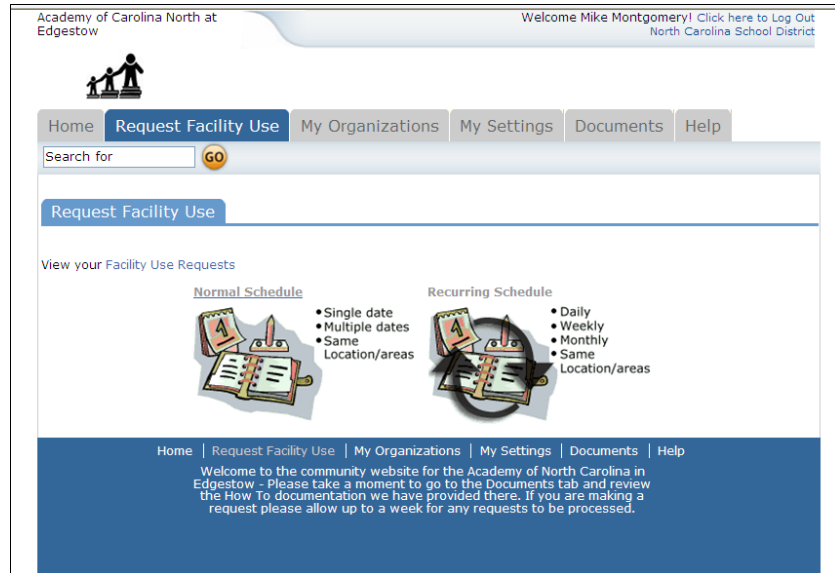 Academy of Carolina North at
Edgestow
Welcome Mike Montgomery! Click here to Log Out
North Carolina School District
Home Request Facility Use My Organizations My Settings Documents Help
Search for GO
Request Facility Use
View your Facility Use Requests
Normal Schedule
• Single date
• Multiple dates
• Same
Location/areas
Recurring Schedule
• Daily
• Weekly
• Monthly
• Same
Location/areas
Home | Request Facility Use | My Organizations | My Settings | Documents | Help
Welcome to the community website for the Academy of North Carolina in
Edgestow - Please take a moment to go to the Documents tab and review
the How To documentation we have provided there. If you are making a
request please allow up to a week for any requests to be processed.